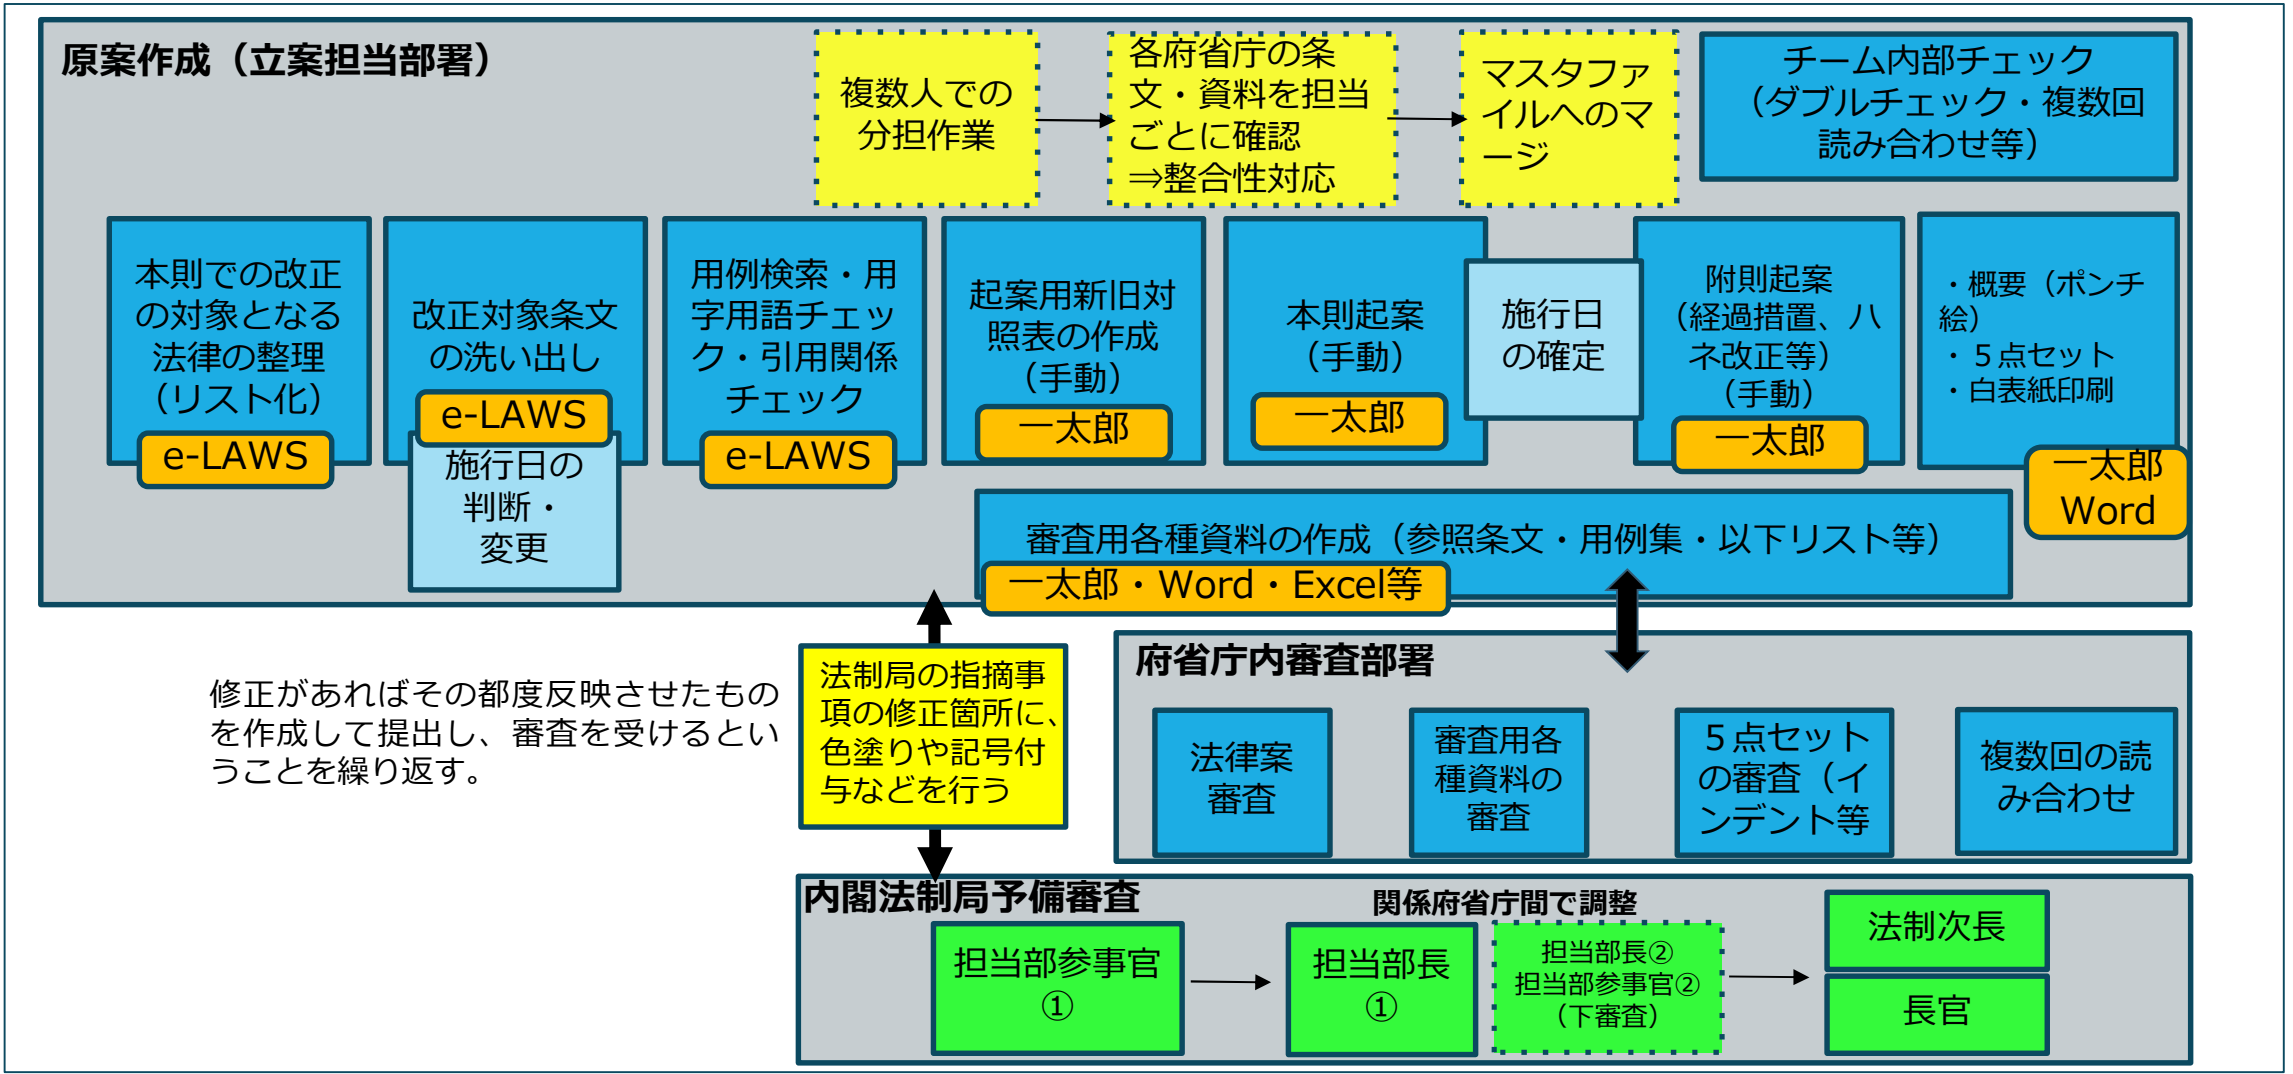 原案作成（立案担当部署）
複数人での
分担作業
各府省庁の条
文・資料を担当
ごとに確認
⇒整合性対応
マスタファ
イルへのマ
ージ
チーム内部チェック
（ダブルチェック・複数回
読み合わせ等）
本則での改正
の対象となる
法律の整理
（リスト化）
e-LAWS
改正対象条文
の洗い出し
e-LAWS
施行日の
判断・
変更
用例検索・用
字用語チェッ
ク・引用関係
チェック
e-LAWS
起案用新旧対
照表の作成
（手動）
一太郎
本則起案
（手動）
一太郎
施行日
の確定
附則起案
（経過措置、ハ
ネ改正等）
（手動）
一太郎
・概要（ポンチ
絵）
・５点セット
・白表紙印刷
一太郎
Word
審査用各種資料の作成（参照条文・用例集・以下リスト等）
一太郎・Word・Excel等
修正があればその都度反映させたもの
を作成して提出し、審査を受けるとい
うことを繰り返す。
法制局の指摘事
項の修正箇所に、
色塗りや記号付
与などを行う
府省庁内審査部署
法律案
審査
審査用各
種資料の
審査
５点セット
の審査（イ
ンデント等
複数回の読
み合わせ
内閣法制局予備審査
関係府省庁間で調整
担当部参事官
①
担当部長
①
担当部長②
担当部参事官②
（下審査）
法制次長
長官